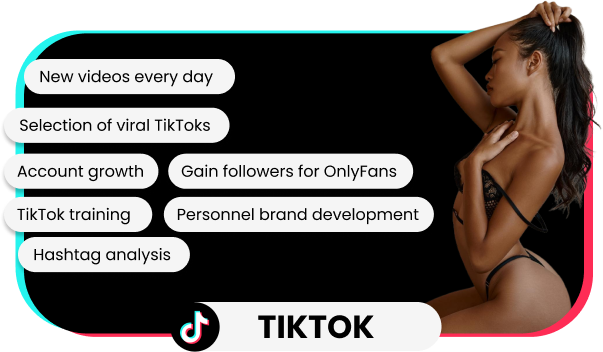 New videos every day
Selection of viral TikToks
Account growth
Gain followers for OnlyFans
TikTok training
Personnel brand development
Hashtag analysis
TIKTOK